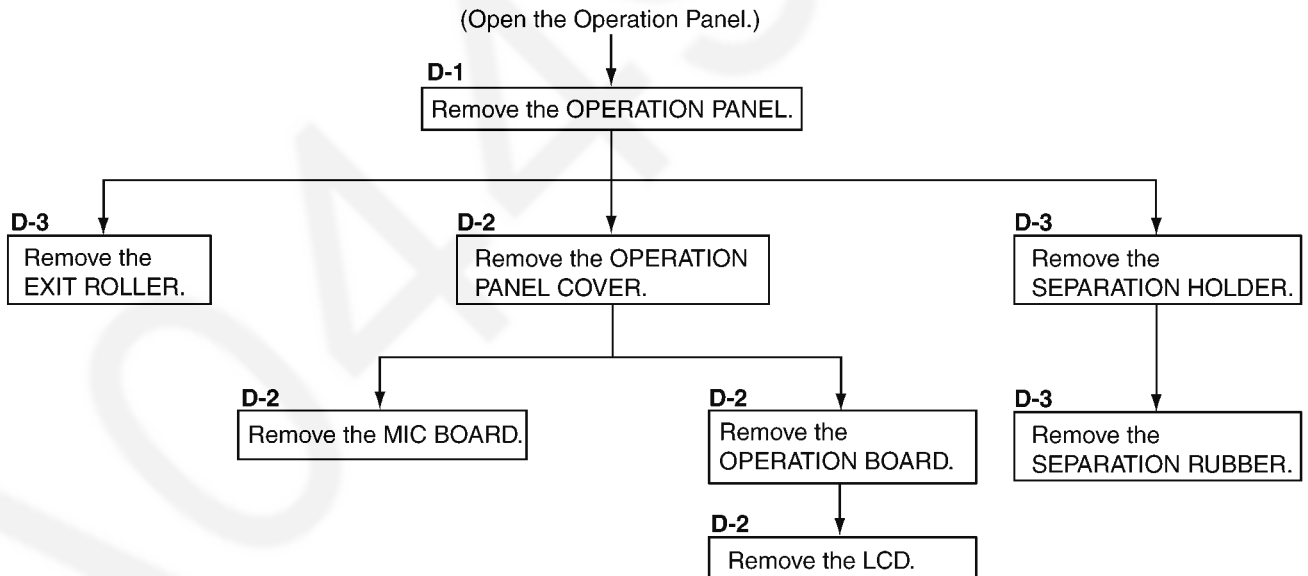 (Open the Operation Panel.)
D-1
Remove the OPERATION PANEL.
D-3
Remove the
EXIT ROLLER.
D-2
Remove the OPERATION
PANEL COVER.
D-3
Remove the
SEPARATION HOLDER.
D-2
Remove the MIC BOARD.
D-2
Remove the
OPERATION BOARD.
D-3
Remove the
SEPARATION RUBBER.
D-2
Remove the LCD.